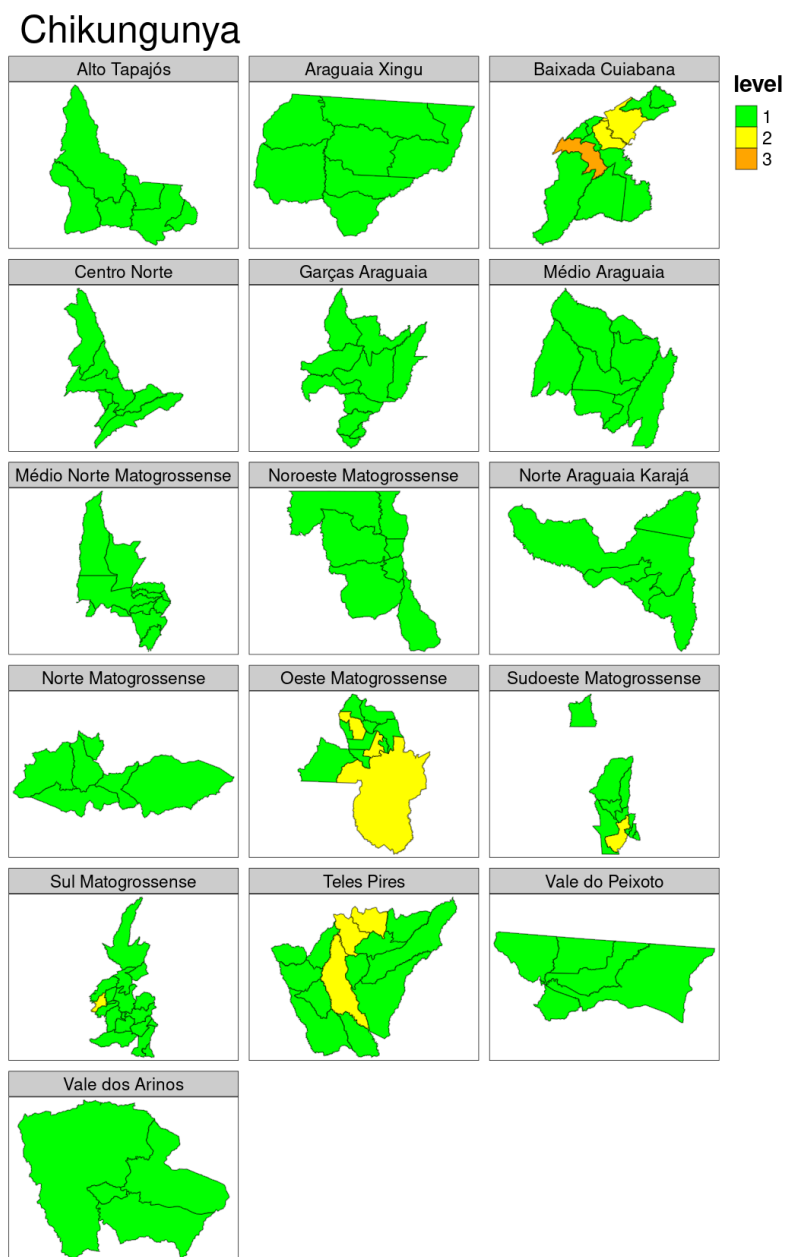 Chikungunya
Alto Tapajós
Araguaia Xingu
Baixada Cuiabana
level
1
2
3
Centro Norte
Garças Araguaia
Médio Araguaia
Médio Norte Matogrossense
Noroeste Matogrossense
Norte Araguaia Karajá
Norte Matogrossense
Oeste Matogrossense
Sudoeste Matogrossense
Sul Matogrossense
Teles Pires
Vale do Peixoto
Vale dos Arinos